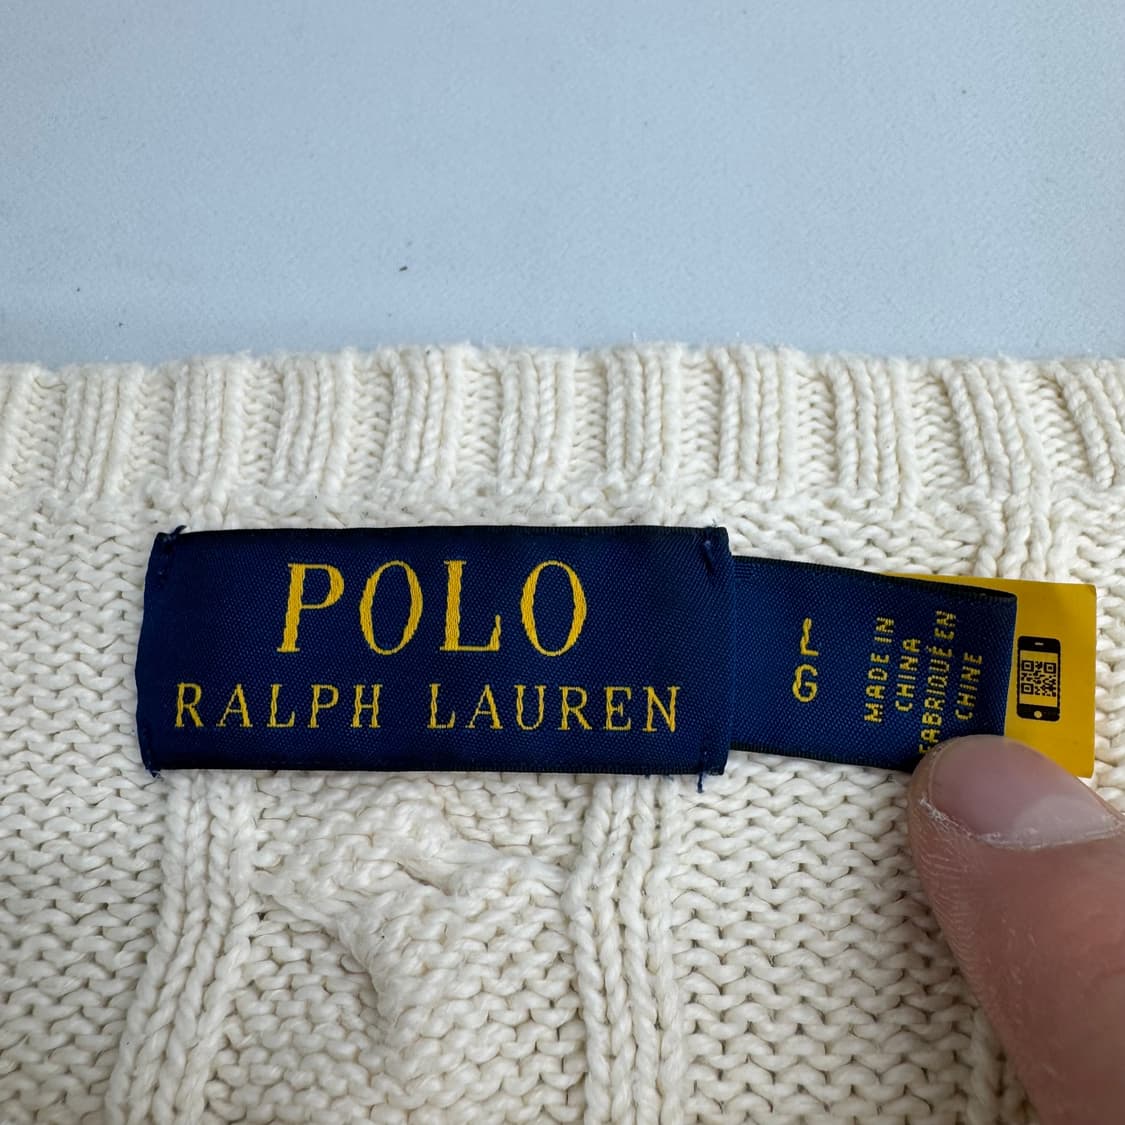 POLO
RALPH LAUREN
L
G
MADE IN
CHINA
FABRIQUÉ EN
CHINE